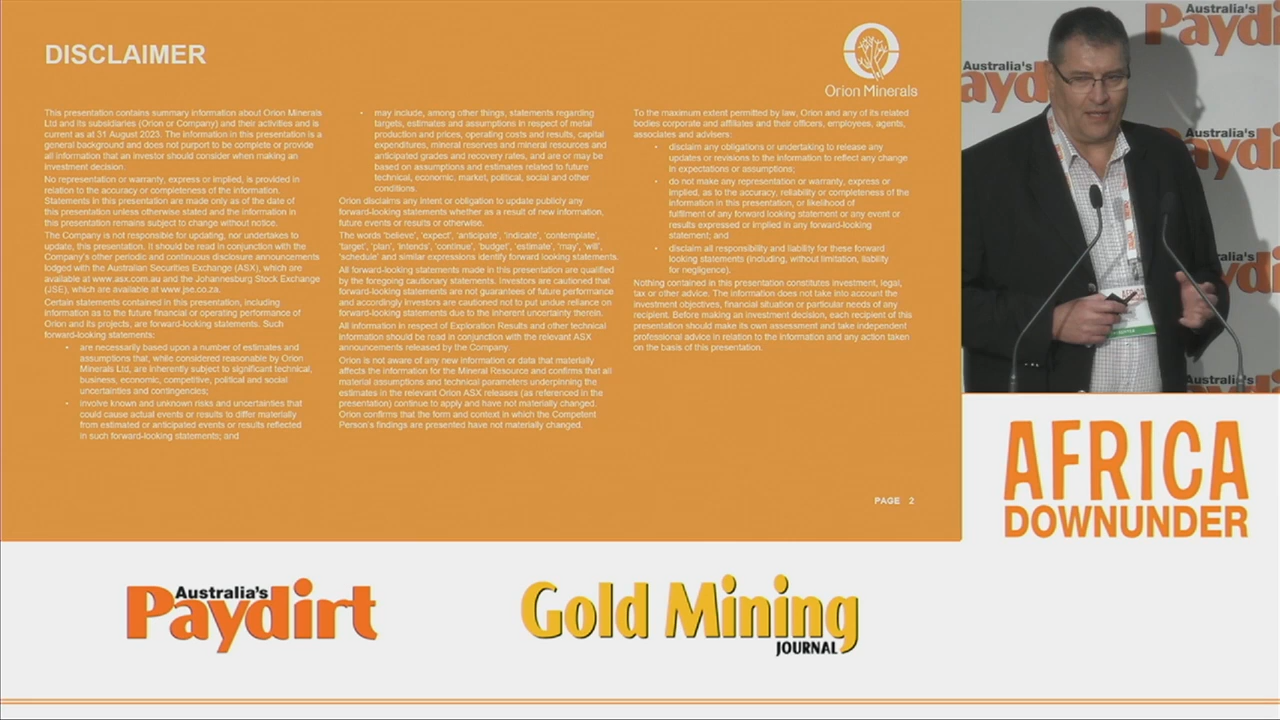 DISCLAIMER
Orion Minerals
This presentation contains summary information about Orion Minerals
Ltd and its subsidiaries (Orion or Company) and their activities and is
current as at 31 August 2023. The information in this presentation is a
general background and does not purport to be complete or provide
all information that an investor should consider when making an
investment decision.
No representation or warranty, express or implied, is provided in
relation to the accuracy or completeness of the information.
Statements in this presentation are made only as of the date of
this presentation unless otherwise stated and the information in
this presentation remains subject to change without notice.
The Company is not responsible for updating, nor undertakes to
update, this presentation. It should be read in conjunction with the
Company's other periodic and continuous disclosure announcements
lodged with the Australian Securities Exchange (ASX), which are
available at www.asx.com.au and the Johannesburg Stock Exchange
(JSE), which are available at www.jse.co.za.
Certain statements contained in this presentation, including
information as to the future financial or operating performance of
Orion and its projects, are forward-looking statements. Such
forward-looking statements:
• are necessarily based upon a number of estimates and
assumptions that, while considered reasonable by Orion
Minerals Ltd, are inherently subject to significant technical,
business, economic, competitive, political and social
uncertainties and contingencies;
• involve known and unknown risks and uncertainties that
could cause actual events or results to differ materially
from estimated or anticipated events or results reflected
in such forward-looking statements; and
• may include, among other things, statements regarding
targets, estimates and assumptions in respect of metal
production and prices, operating costs and results, capital
expenditures, mineral reserves and mineral resources and
anticipated grades and recovery rates, and are or may be
based on assumptions and estimates related to future
technical, economic, market, political, social and other
conditions.
Orion disclaims any intent or obligation to update publicly any
forward-looking statements whether as a result of new information,
future events or results or otherwise.
The words 'believe', 'expect', 'anticipate', 'indicate', 'contemplate',
'target', 'plan', 'intends', 'continue', 'budget', 'estimate', 'may', 'will',
'schedule' and similar expressions identify forward looking statements.
All forward-looking statements made in this presentation are qualified
by the foregoing cautionary statements. Investors are cautioned that
forward-looking statements are not guarantees of future performance
and accordingly investors are cautioned not to put undue reliance on
forward-looking statements due to the inherent uncertainty therein.
All information in respect of Exploration Results and other technical
information should be read in conjunction with the relevant ASX
announcements released by the Company.
Orion is not aware of any new information or data that materially
affects the information for the Mineral Resource and confirms that all
material assumptions and technical parameters underpinning the
estimates in the relevant Orion ASX releases (as referenced in the
presentation) continue to apply and have not materially changed.
Orion confirms that the form and context in which the Competent
Person's findings are presented have not materially changed.
To the maximum extent permitted by law, Orion and any of its related
bodies corporate and affiliates and their officers, employees, agents,
associates and advisers:
• disclaim any obligations or undertaking to release any
updates or revisions to the information to reflect any change
in expectations or assumptions;
• do not make any representation or warranty, express or
implied, as to the accuracy, reliability or completeness of the
information in this presentation, or likelihood of
fulfilment of any forward looking statement or any event or
results expressed or implied in any forward-looking
statement; and
• disclaim all responsibility and liability for these forward
looking statements (including, without limitation, liability
for negligence).
Nothing contained in this presentation constitutes investment, legal,
tax or other advice. The information does not take into account the
investment objectives, financial situation or particular needs of any
recipient. Before making an investment decision, each recipient of this
presentation should make its own assessment and take independent
professional advice in relation to the information and any action taken
on the basis of this presentation.
PAGE 2
Australia's
Paydi
Australia's
ayd
Australia's
Australia's
AFRICA
DOWNUNDER
Australia's
Paydirt
Gold Mining
JOURNAL